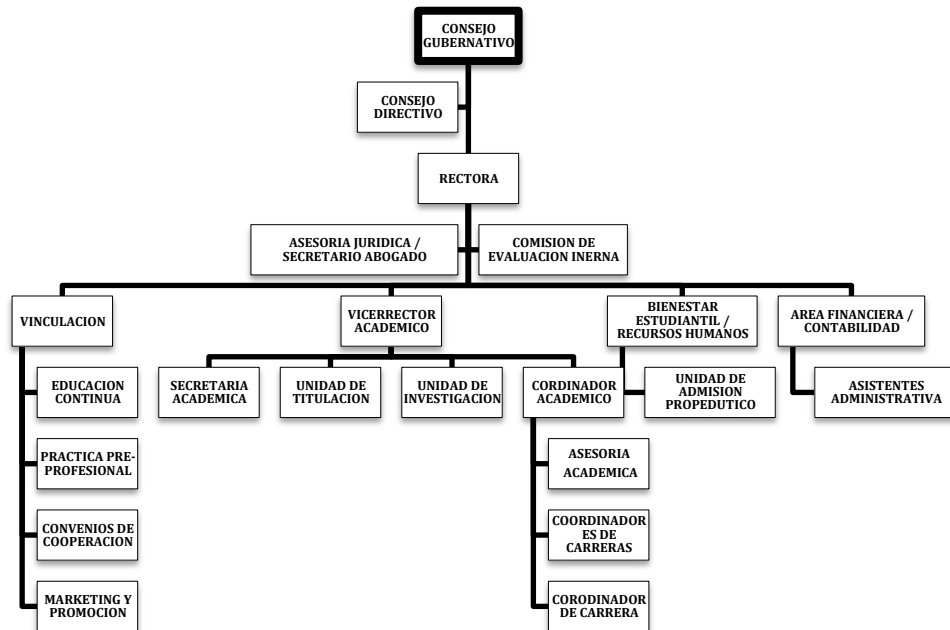 CONSEJO
GUBERNATIVO
CONSEJO
DIRECTIVO
RECTORA
ASESORIA JURIDICA /
SECRETARIO ABOGADO
COMISION DE
EVALUACION INERNA
VINCULACION
VICERRECTOR
ACADEMICO
BIENESTAR
ESTUDIANTIL /
RECURSOS HUMANOS
AREA FINANCIERA /
CONTABILIDAD
EDUCACION
CONTINUA
SECRETARIA
ACADEMICA
UNIDAD DE
TITULACION
UNIDAD DE
INVESTIGACION
CORDINADOR
ACADEMICO
UNIDAD DE
ADMISION
PROPEDUTICO
ASISTENTES
ADMINISTRATIVA
PRACTICA PRE-
PROFESIONAL
ASESORIA
ACADEMICA
CONVENIOS DE
COOPERACION
COORDINADOR
ES DE
CARRERAS
MARKETING Y
PROMOCION
CORODINADOR
DE CARRERA